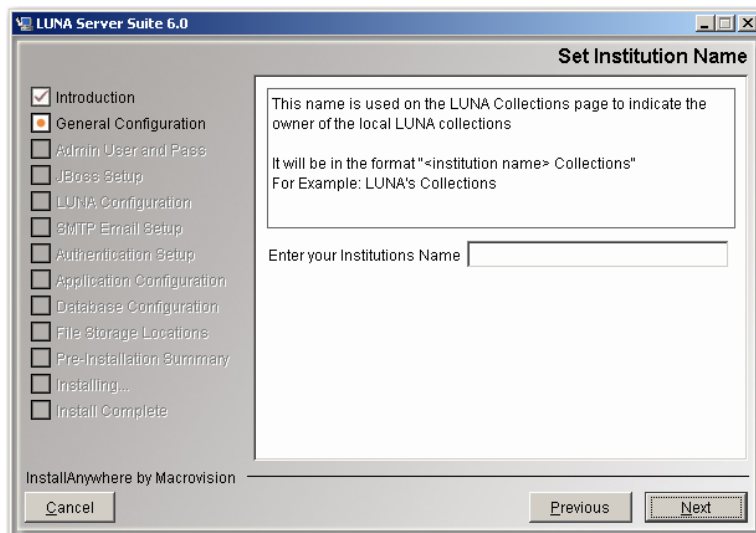 LUNA Server Suite 6.0
Set Institution Name
Introduction
General Configuration
Admin User and Pass
JBoss Setup
LUNA Configuration
SMTP Email Setup
Authentication Setup
Application Configuration
Database Configuration
File Storage Locations
Pre-Installation Summary
Installing...
Install Complete
This name is used on the LUNA Collections page to indicate the
owner of the local LUNA collections
It will be in the format "<institution name> Collections"
For Example: LUNA's Collections
Enter your Institutions Name
InstallAnywhere by Macrovision
Cancel
Previous
Next